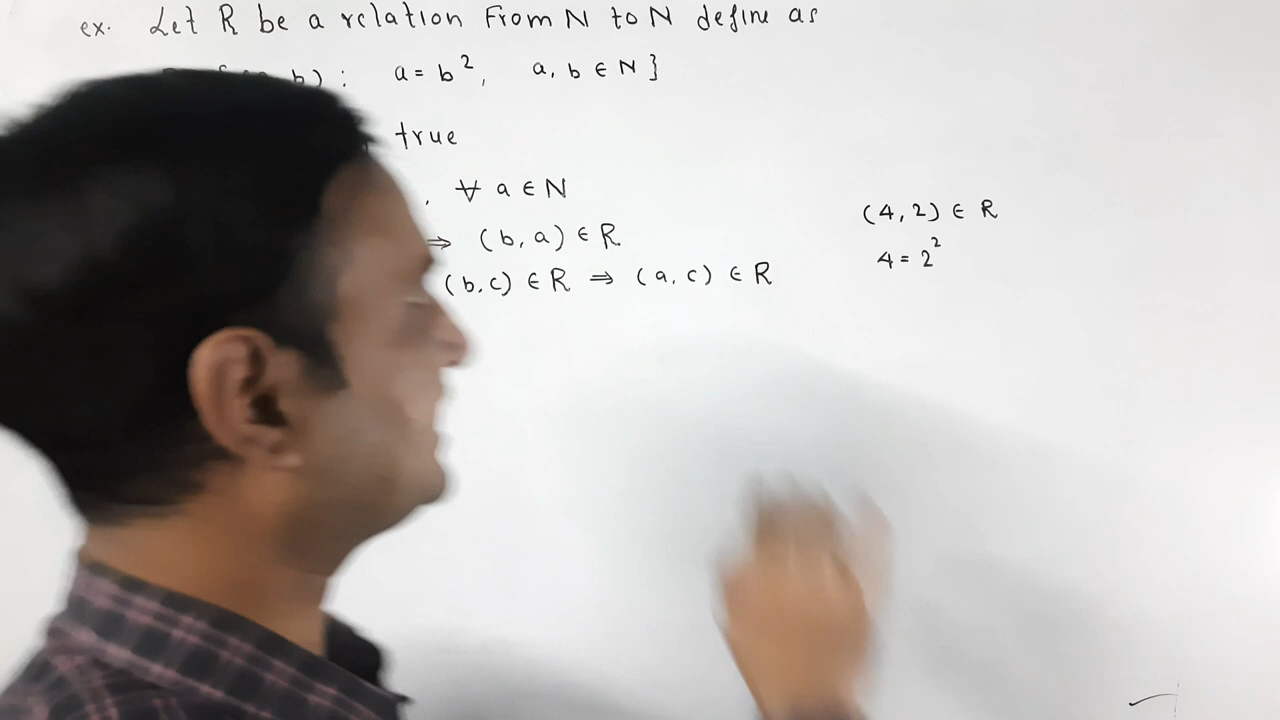 ex. Let R be a relation from N to N define as
b) : a = b², a, b ∈ N }
true
. ∀ a ∈ N
⇒ (b, a) ∈ R
(b, c) ∈ R ⇒ (a, c) ∈ R
(4, 2) ∈ R
4 = 2²